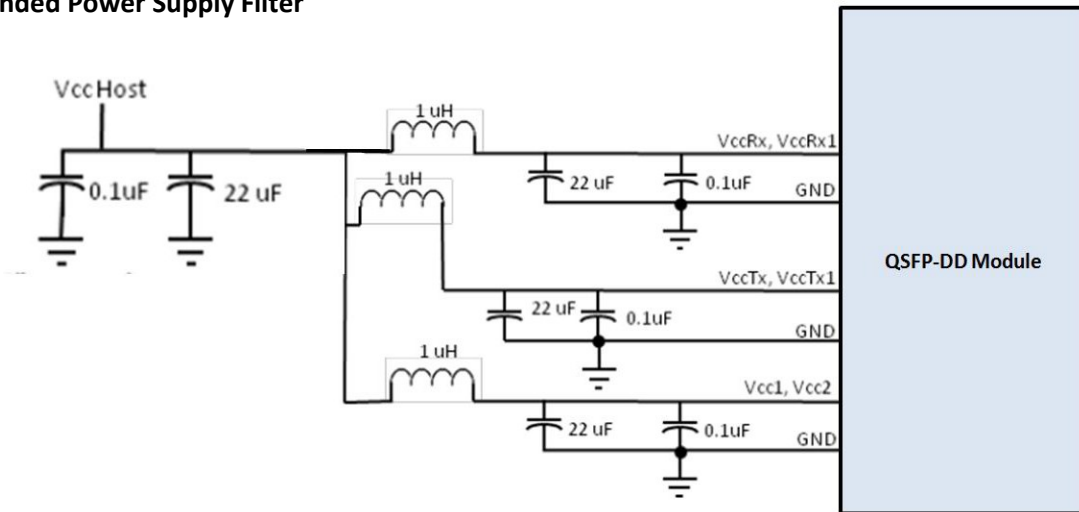 nded Power Supply Filter
VccHost
0.1uF
22 uF
1 uH
VccRx, VccRx1
22 uF
0.1uF
GND
1 uH
VccTx, VccTx1
22 uF
0.1uF
GND
1 uH
Vcc1, Vcc2
22 uF
0.1uF
GND
QSFP-DD Module